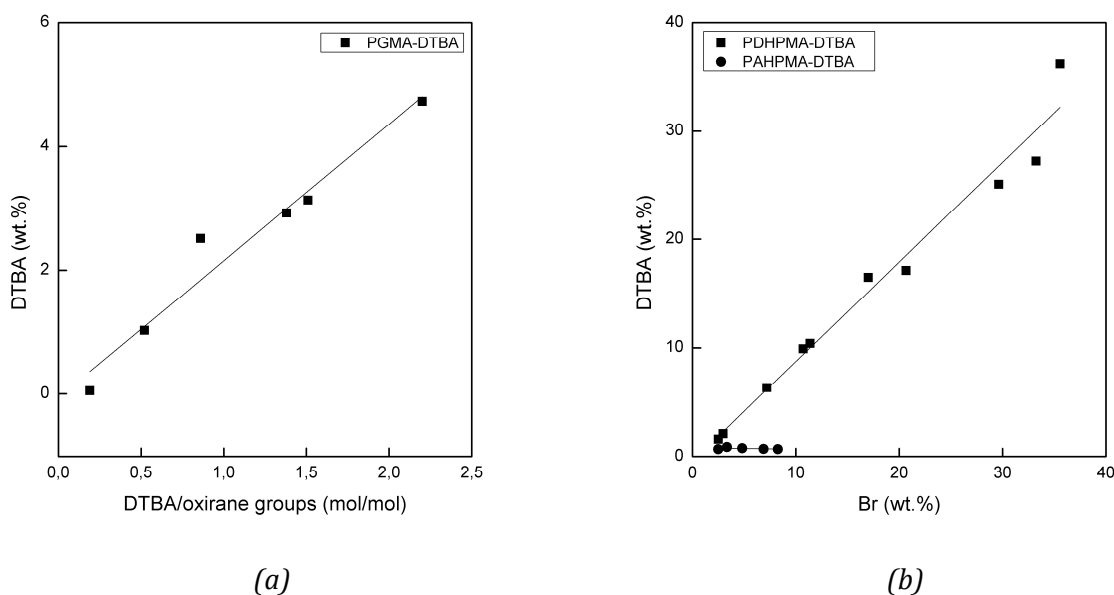 6
4
2
0
DTBA (wt.%)
PGMA-DTBA
0,0 0,5 1,0 1,5 2,0 2,5
DTBA/oxirane groups (mol/mol)
(a)
40
30
20
10
0
DTBA (wt.%)
PDHPMA-DTBA
PAHPMA-DTBA
0 10 20 30 40
Br (wt.%)
(b)